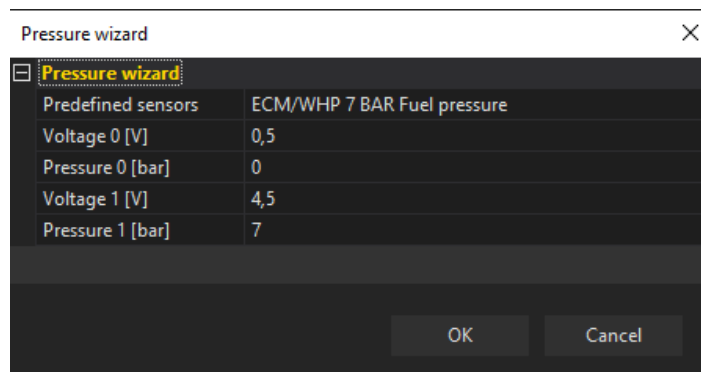 Pressure wizard
Pressure wizard
Predefined sensors ECM/WHP 7 BAR Fuel pressure
Voltage 0 [V] 0,5
Pressure 0 [bar] 0
Voltage 1 [V] 4,5
Pressure 1 [bar] 7
OK Cancel